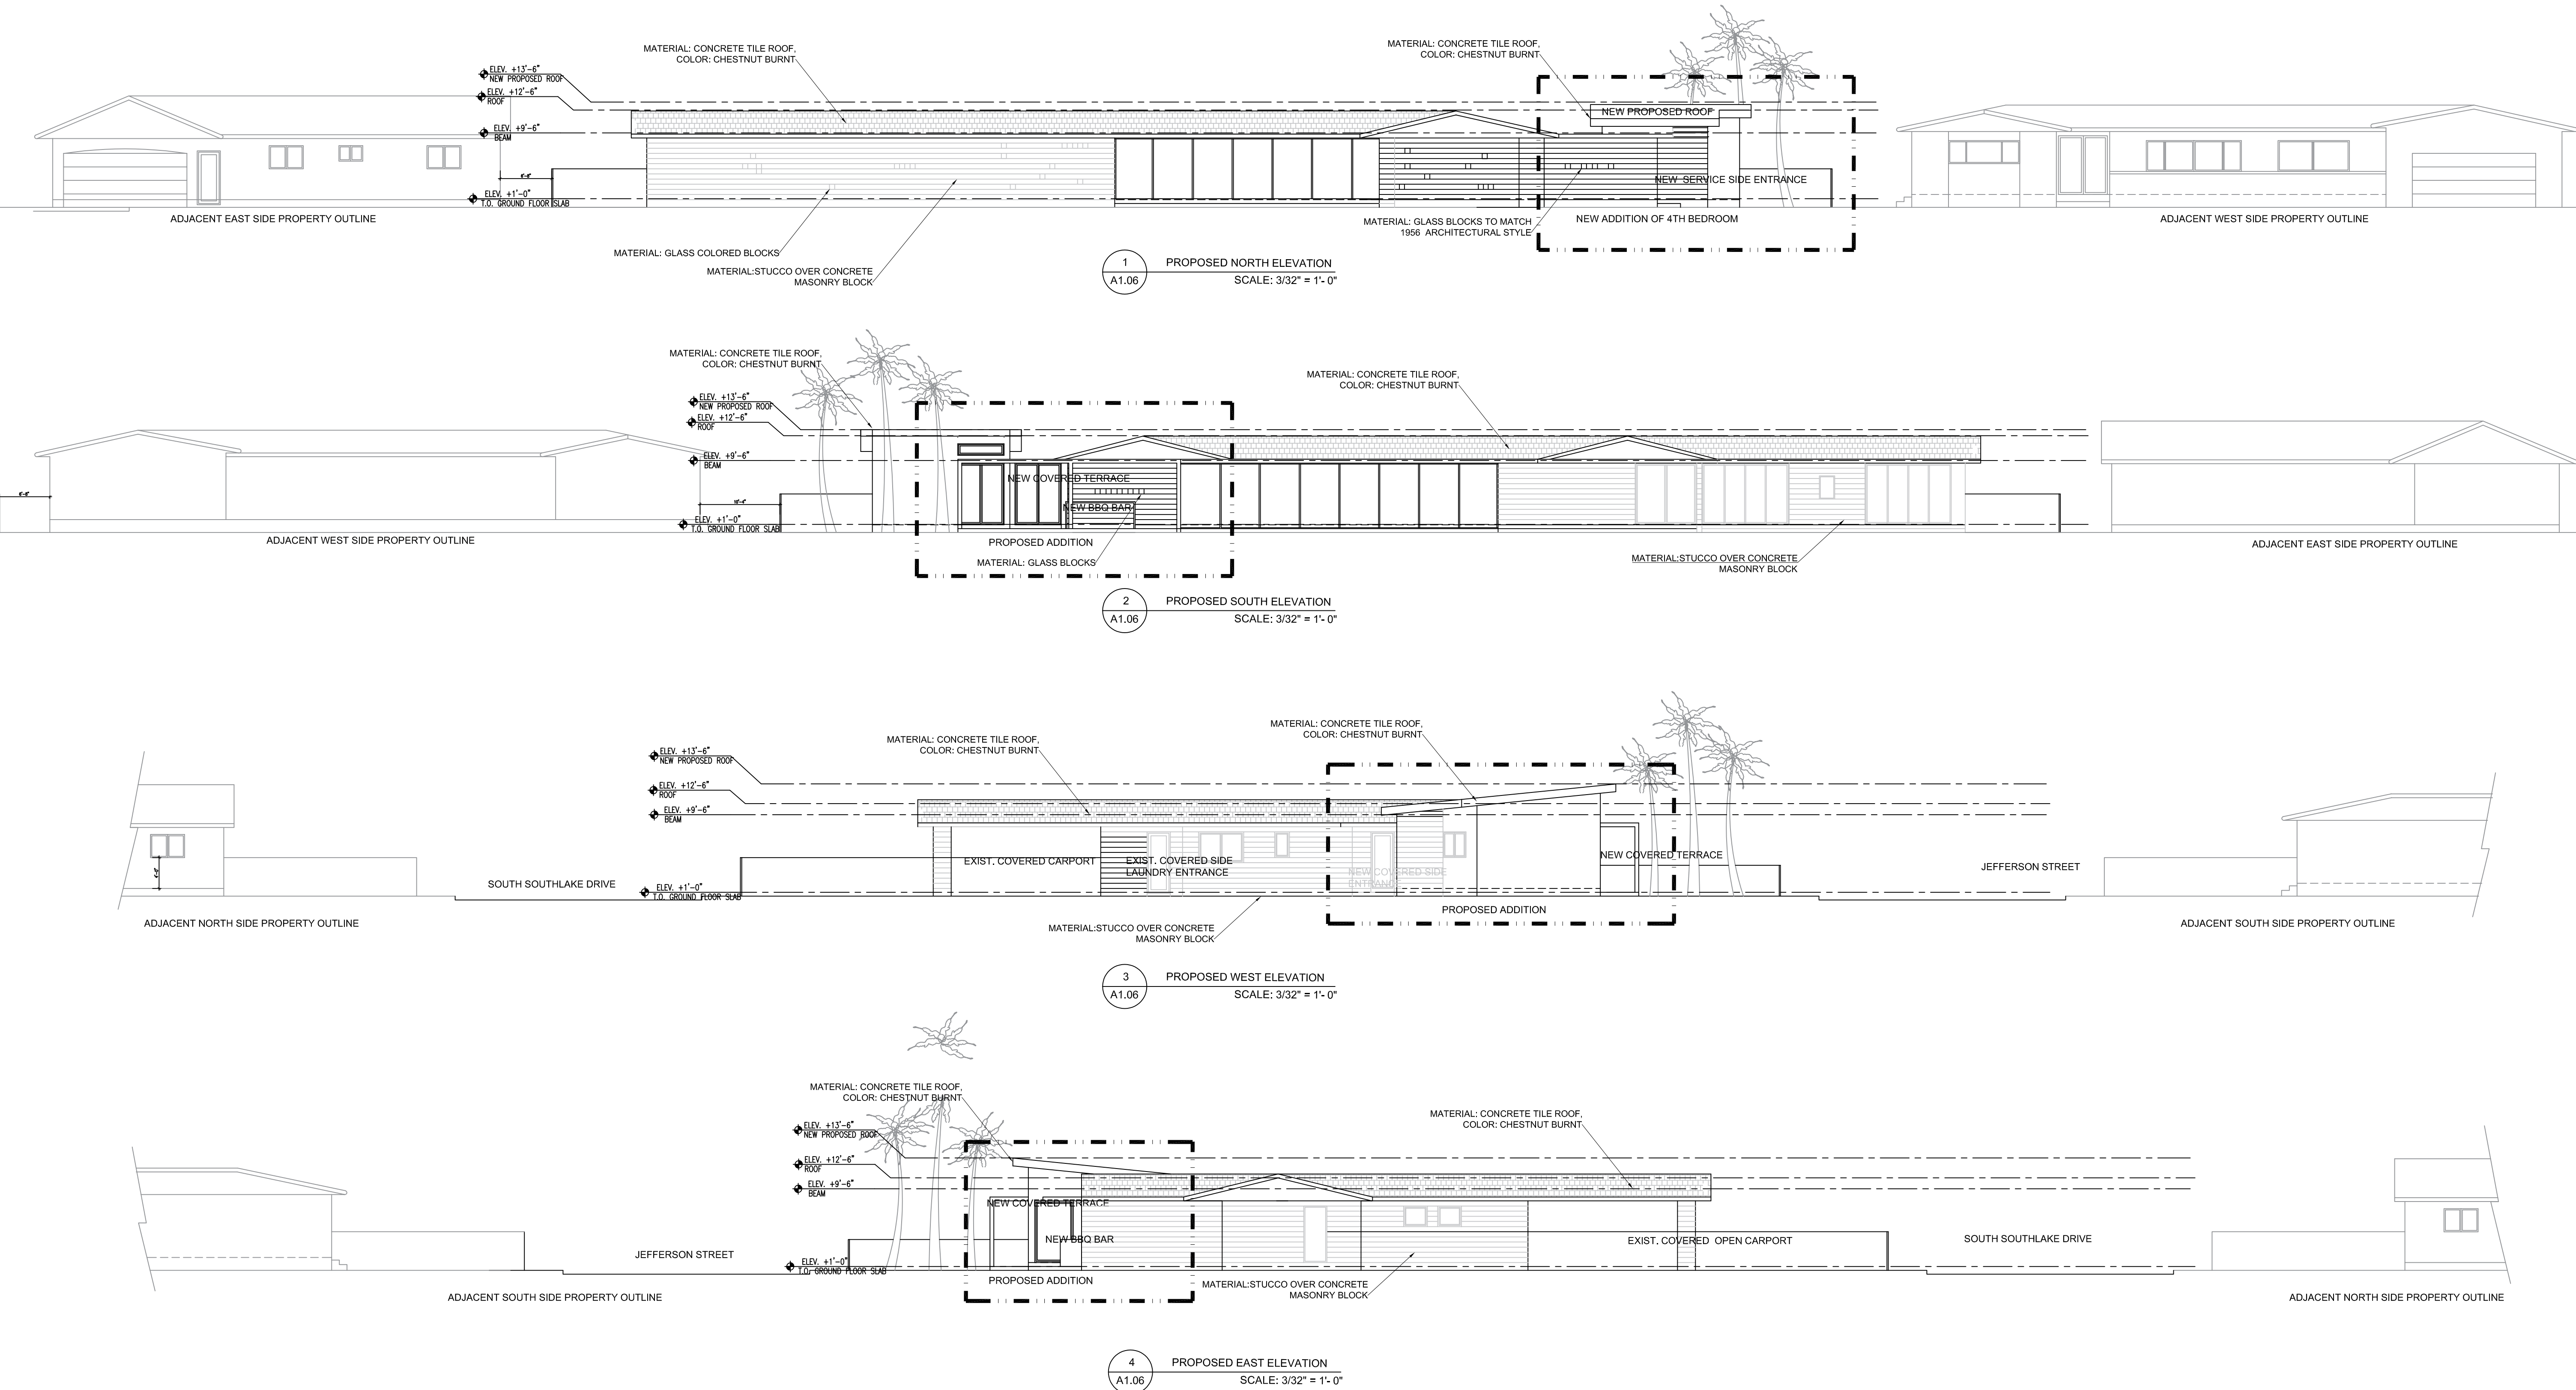 MATERIAL: CONCRETE TILE ROOF,
COLOR: CHESTNUT BURNT
MATERIAL: CONCRETE TILE ROOF,
COLOR: CHESTNUT BURNT
ELEV. +13'-6"
NEW PROPOSED ROOF
ELEV. +12'-6"
ROOF
ELEV. +9'-6"
BEAM
NEW PROPOSED ROOF
NEW SERVICE SIDE ENTRANCE
ELEV. +1'-0"
T.O. GROUND FLOOR SLAB
ADJACENT EAST SIDE PROPERTY OUTLINE
MATERIAL: GLASS BLOCKS TO MATCH
1956 ARCHITECTURAL STYLE
NEW ADDITION OF 4TH BEDROOM
ADJACENT WEST SIDE PROPERTY OUTLINE
MATERIAL: GLASS COLORED BLOCKS
MATERIAL:STUCCO OVER CONCRETE
MASONRY BLOCK
1
A1.06
PROPOSED NORTH ELEVATION
SCALE: 3/32" = 1'- 0"
MATERIAL: CONCRETE TILE ROOF,
COLOR: CHESTNUT BURNT
MATERIAL: CONCRETE TILE ROOF,
COLOR: CHESTNUT BURNT
ELEV. +13'-6"
NEW PROPOSED ROOF
ELEV. +12'-6"
ROOF
ELEV. +9'-6"
BEAM
NEW COVERED TERRACE
NEW BBQ BAR
ELEV. +1'-0"
T.O. GROUND FLOOR SLAB
ADJACENT WEST SIDE PROPERTY OUTLINE
PROPOSED ADDITION
MATERIAL: GLASS BLOCKS
MATERIAL:STUCCO OVER CONCRETE
MASONRY BLOCK
ADJACENT EAST SIDE PROPERTY OUTLINE
2
A1.06
PROPOSED SOUTH ELEVATION
SCALE: 3/32" = 1'- 0"
MATERIAL: CONCRETE TILE ROOF,
COLOR: CHESTNUT BURNT
MATERIAL: CONCRETE TILE ROOF,
COLOR: CHESTNUT BURNT
ELEV. +13'-6"
NEW PROPOSED ROOF
ELEV. +12'-6"
ROOF
ELEV. +9'-6"
BEAM
EXIST. COVERED CARPORT
EXIST. COVERED SIDE
LAUNDRY ENTRANCE
NEW COVERED SIDE
ENTRANCE
NEW COVERED TERRACE
JEFFERSON STREET
SOUTH SOUTHLAKE DRIVE
ELEV. +1'-0"
T.O. GROUND FLOOR SLAB
PROPOSED ADDITION
ADJACENT NORTH SIDE PROPERTY OUTLINE
ADJACENT SOUTH SIDE PROPERTY OUTLINE
MATERIAL:STUCCO OVER CONCRETE
MASONRY BLOCK
3
A1.06
PROPOSED WEST ELEVATION
SCALE: 3/32" = 1'- 0"
MATERIAL: CONCRETE TILE ROOF,
COLOR: CHESTNUT BURNT
MATERIAL: CONCRETE TILE ROOF,
COLOR: CHESTNUT BURNT
ELEV. +13'-6"
NEW PROPOSED ROOF
ELEV. +12'-6"
ROOF
ELEV. +9'-6"
BEAM
NEW COVERED TERRACE
NEW BBQ BAR
EXIST. COVERED OPEN CARPORT
SOUTH SOUTHLAKE DRIVE
JEFFERSON STREET
ELEV. +1'-0"
T.O. GROUND FLOOR SLAB
PROPOSED ADDITION
MATERIAL:STUCCO OVER CONCRETE
MASONRY BLOCK
ADJACENT SOUTH SIDE PROPERTY OUTLINE
ADJACENT NORTH SIDE PROPERTY OUTLINE
4
A1.06
PROPOSED EAST ELEVATION
SCALE: 3/32" = 1'- 0"